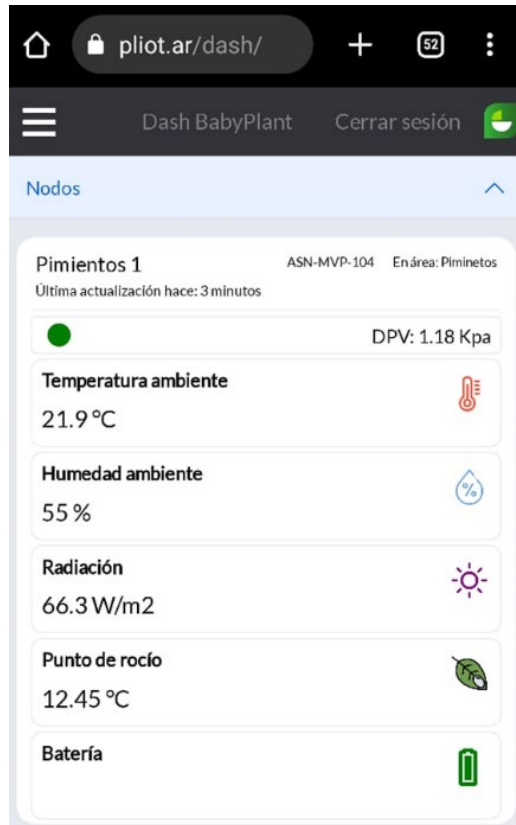 pliot.ar/dash/
52
Dash BabyPlant Cerrar sesión
Nodos
Pimientos 1 ASN-MVP-104 En área: Piminetos
Última actualización hace: 3 minutos
DPV: 1.18 Kpa
Temperatura ambiente
21.9 °C
Humedad ambiente
55 %
%
Radiación
66.3 W/m2
Punto de rocío
12.45 °C
Batería